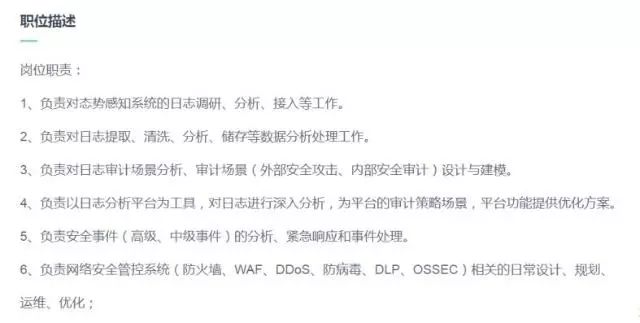 职位描述
岗位职责：
1、负责对态势感知系统的日志调研、分析、接入等工作。
2、负责对日志提取、清洗、分析、储存等数据分析处理工作。
3、负责对日志审计场景分析、审计场景（外部安全攻击、内部安全审计）设计与建模。
4、负责以日志分析平台为工具，对日志进行深入分析，为平台的审计策略场景，平台功能提供优化方案。
5、负责安全事件（高级、中级事件）的分析、紧急响应和事件处理。
6、负责网络安全管控系统（防火墙、WAF、DDoS、防病毒、DLP、OSSEC）相关的日常设计、规划、
运维、优化；